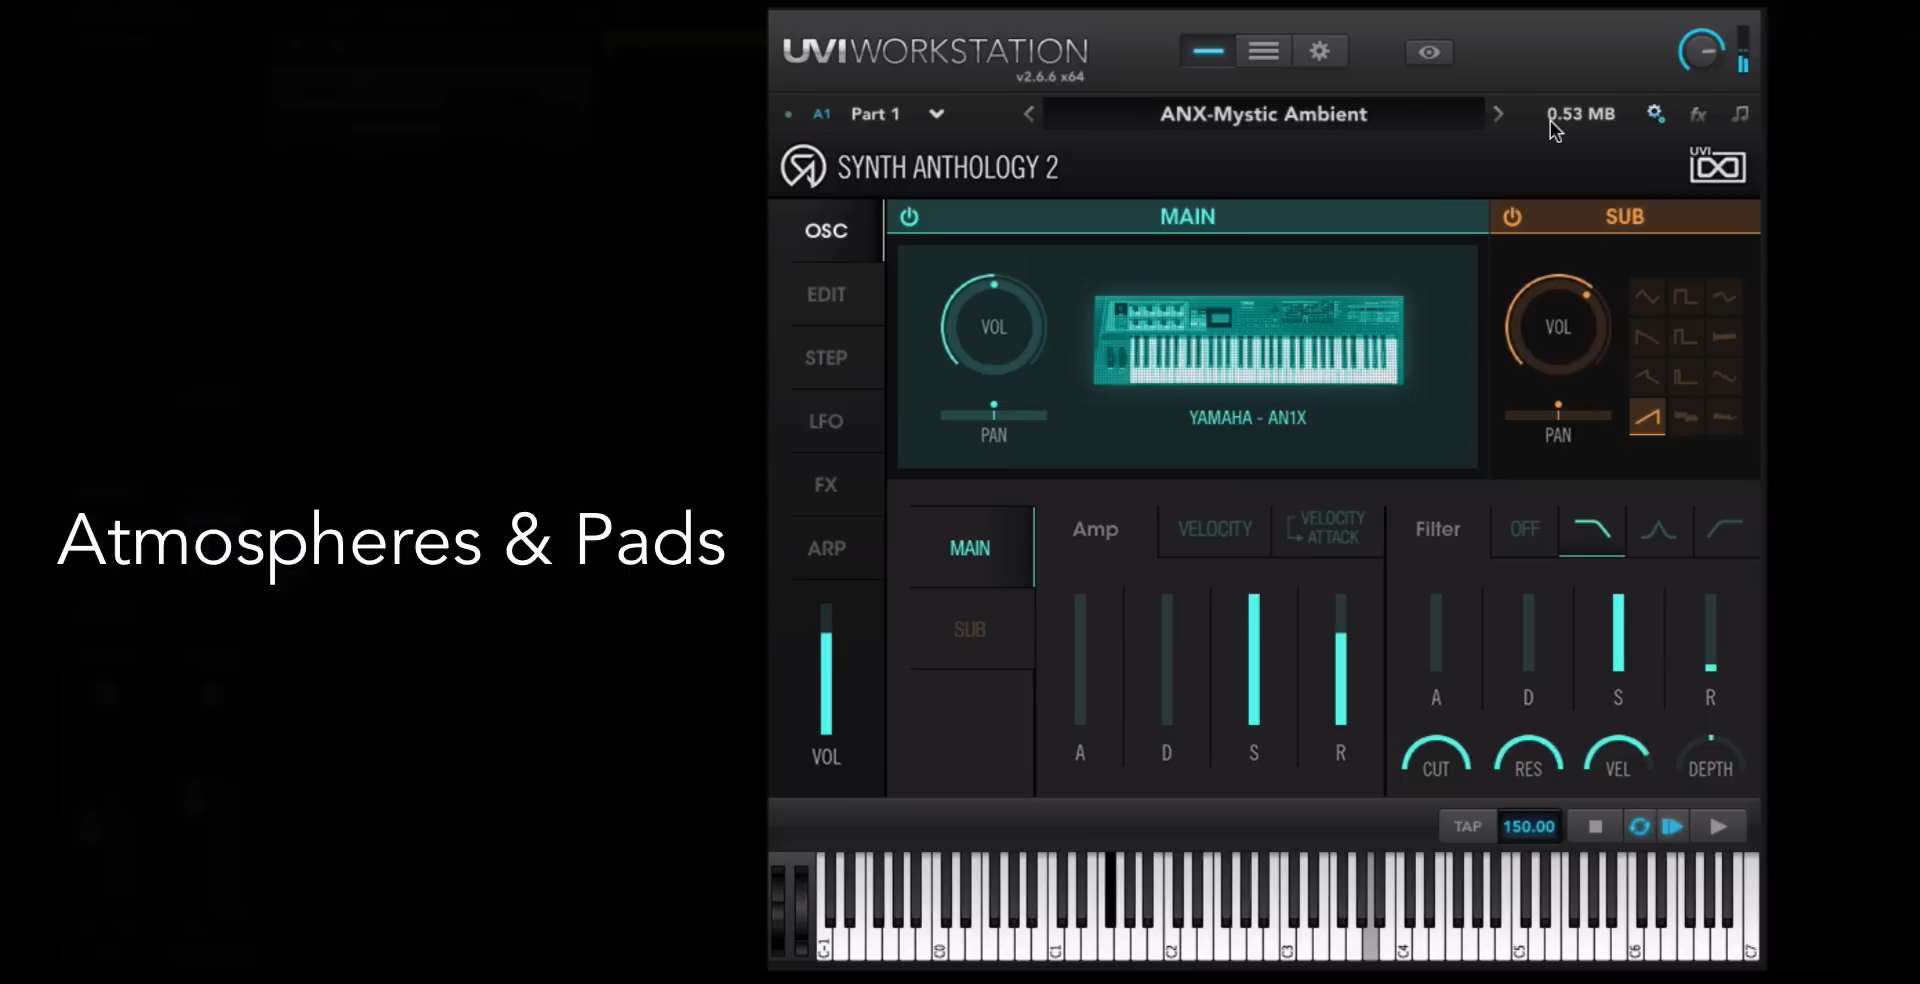 UVIWORKSTATION
v2.6.6 x64
A1 Part 1
ANX-Mystic Ambient
0.53 MB
fx
SYNTH ANTHOLOGY 2
UVI
OSC
MAIN
SUB
EDIT
STEP
LFO
FX
ARP
VOL
VOL
VOL
PAN
YAMAHA - AN1X
PAN
Atmospheres & Pads
MAIN
SUB
Amp
VELOCITY
VELOCITY
ATTACK
Filter
OFF
A D S R
A D S R
CUT RES VEL DEPTH
TAP
150.00
C-1 C0 C1 C2 C3 C4 C5 C6 C7